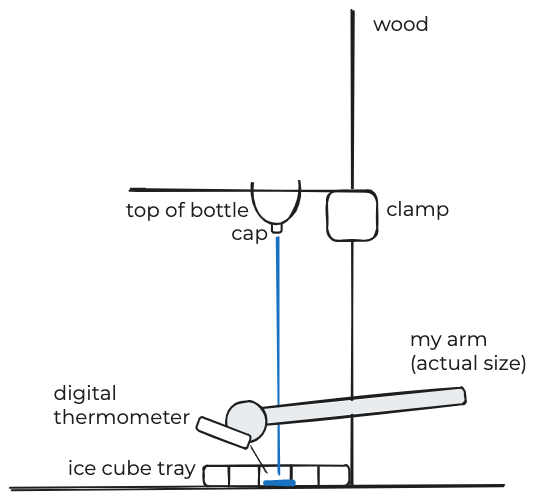 wood
top of bottle
cap
clamp
my arm
(actual size)
digital
thermometer
ice cube tray